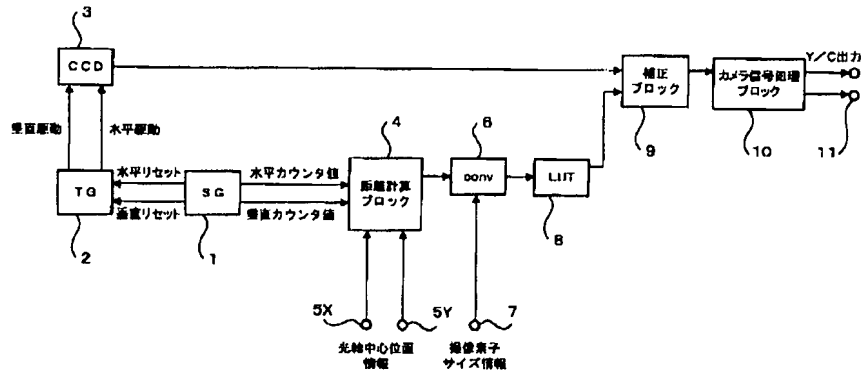 3
CCD
垂直駆動
水平駆動
TG
2
水平リセット
垂直リセット
SG
1
水平カウンタ値
垂直カウンタ値
4
距離計算
ブロック
6
conv
LUT
8
補正
ブロック
9
カメラ信号処理
ブロック
10
Y/C出力
11
5X
5Y
光軸中心位置
情報
7
撮像素子
サイズ情報